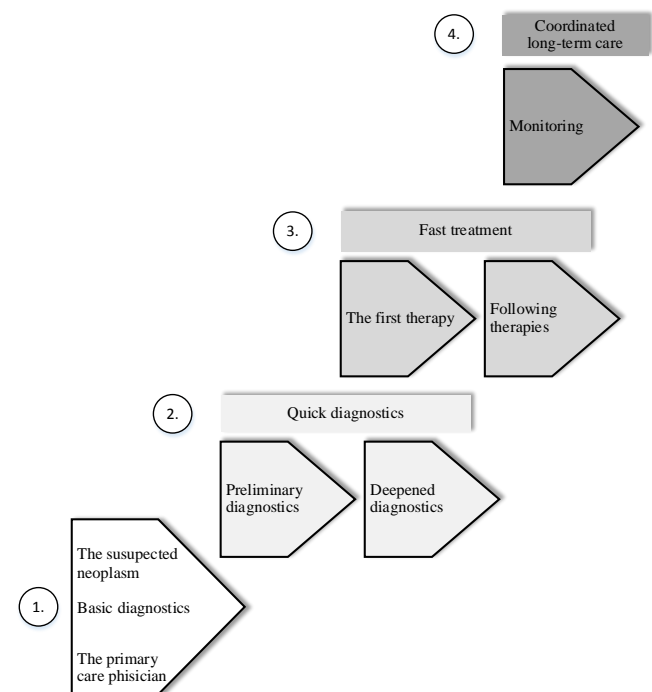 4.
Coordinated
long-term care
Monitoring
3.
Fast treatment
The first therapy
Following
therapies
2.
Quick diagnostics
Preliminary
diagnostics
Deepened
diagnostics
1.
The susupected
neoplasm
Basic diagnostics
The primary
care phisician